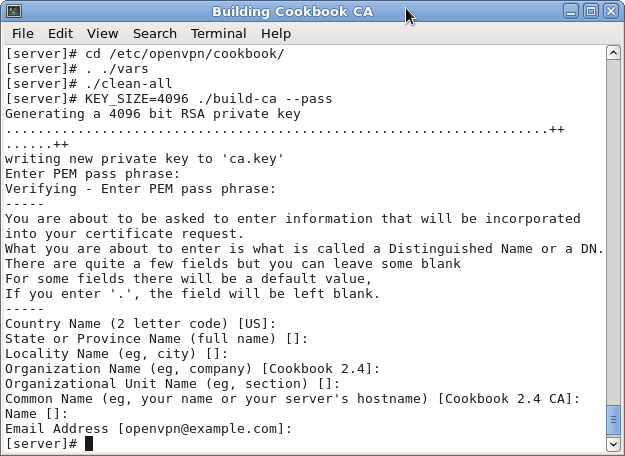 Building Cookbook CA
File Edit View Search Terminal Help
[server]# cd /etc/openvpn/cookbook/
[server]# . ./vars
[server]# ./clean-all
[server]# KEY_SIZE=4096 ./build-ca --pass
Generating a 4096 bit RSA private key
....................................................................++
......++
writing new private key to 'ca.key'
Enter PEM pass phrase:
Verifying - Enter PEM pass phrase:
-----
You are about to be asked to enter information that will be incorporated
into your certificate request.
What you are about to enter is what is called a Distinguished Name or a DN.
There are quite a few fields but you can leave some blank
For some fields there will be a default value,
If you enter '.', the field will be left blank.
-----
Country Name (2 letter code) [US]:
State or Province Name (full name) []:
Locality Name (eg, city) []:
Organization Name (eg, company) [Cookbook 2.4]:
Organizational Unit Name (eg, section) []:
Common Name (eg, your name or your server's hostname) [Cookbook 2.4 CA]:
Name []:
Email Address [openvpn@example.com]:
[server]#